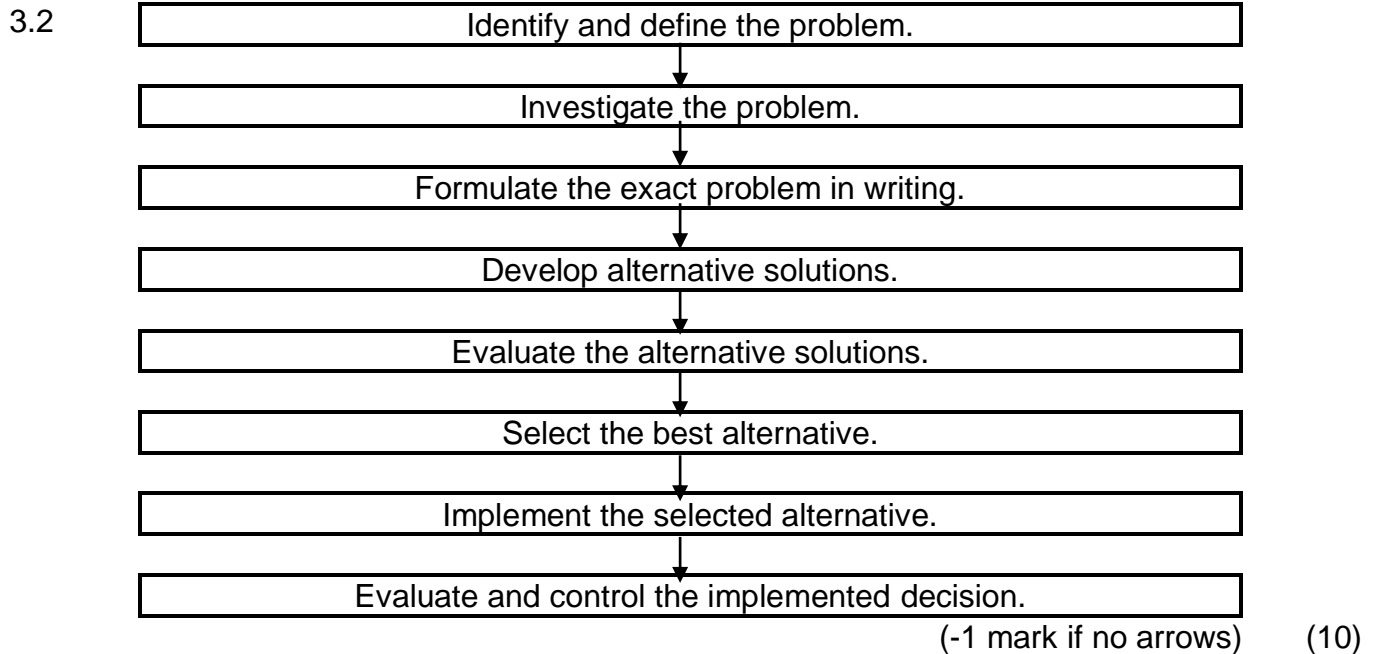 3.2 Identify and define the problem.
Investigate the problem.
Formulate the exact problem in writing.
Develop alternative solutions.
Evaluate the alternative solutions.
Select the best alternative.
Implement the selected alternative.
Evaluate and control the implemented decision.
(-1 mark if no arrows) (10)